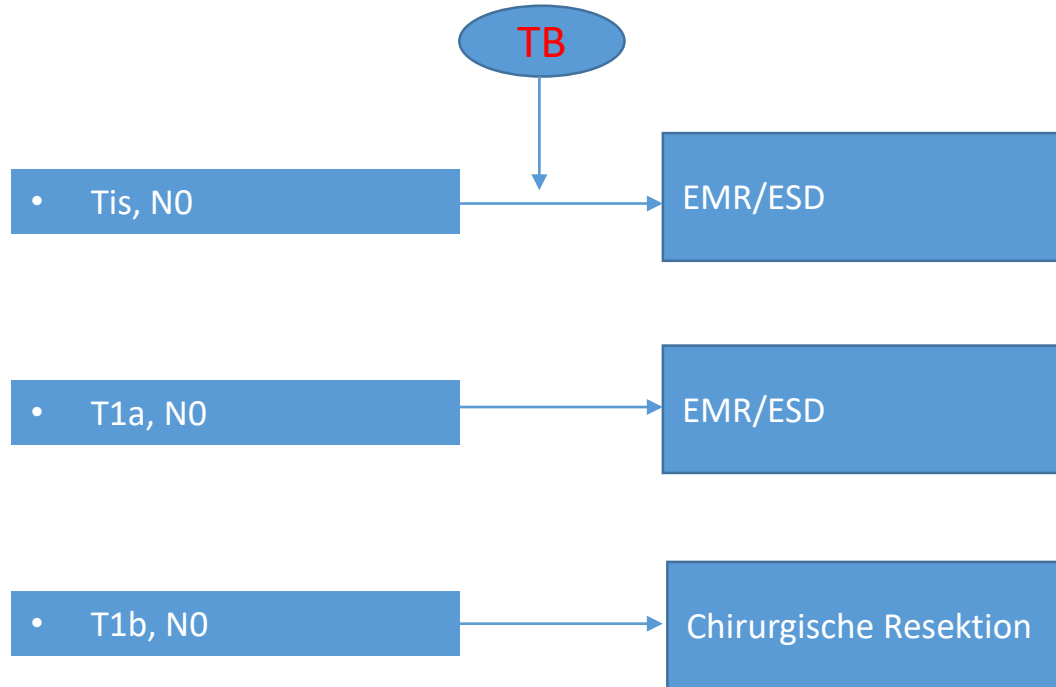 TB
• Tis, N0
EMR/ESD
• T1a, N0
EMR/ESD
• T1b, N0
Chirurgische Resektion